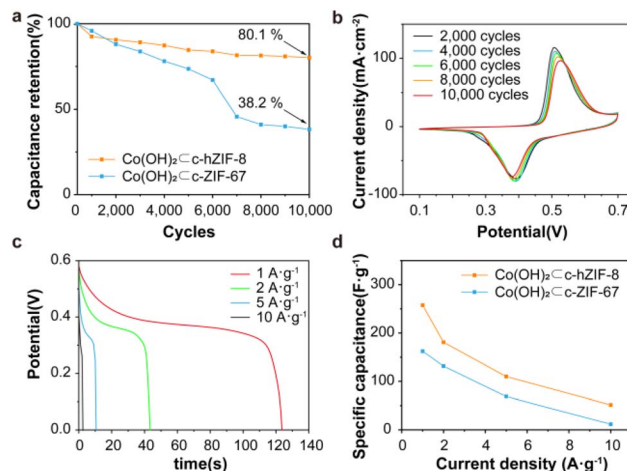 a
Capacitance retention(%)
100
75
50
0
80.1 %
38.2 %
Co(OH)₂⊂c-hZIF-8
Co(OH)₂⊂c-ZIF-67
0
2,000
4,000
6,000
8,000
10,000
Cycles
b
Current density(mA·cm⁻²)
100
0
-100
2,000 cycles
4,000 cycles
6,000 cycles
8,000 cycles
10,000 cycles
0.1
0.3
0.5
0.7
Potential(V)
c
Potential(V)
0.6
0.4
0.2
0.0
1 A·g⁻¹
2 A·g⁻¹
5 A·g⁻¹
10 A·g⁻¹
0
20
40
60
80
100
120
140
time(s)
d
Specific capacitance(F·g⁻¹)
300
200
100
0
Co(OH)₂⊂c-hZIF-8
Co(OH)₂⊂c-ZIF-67
0
2
4
6
8
10
Current density (A·g⁻¹)